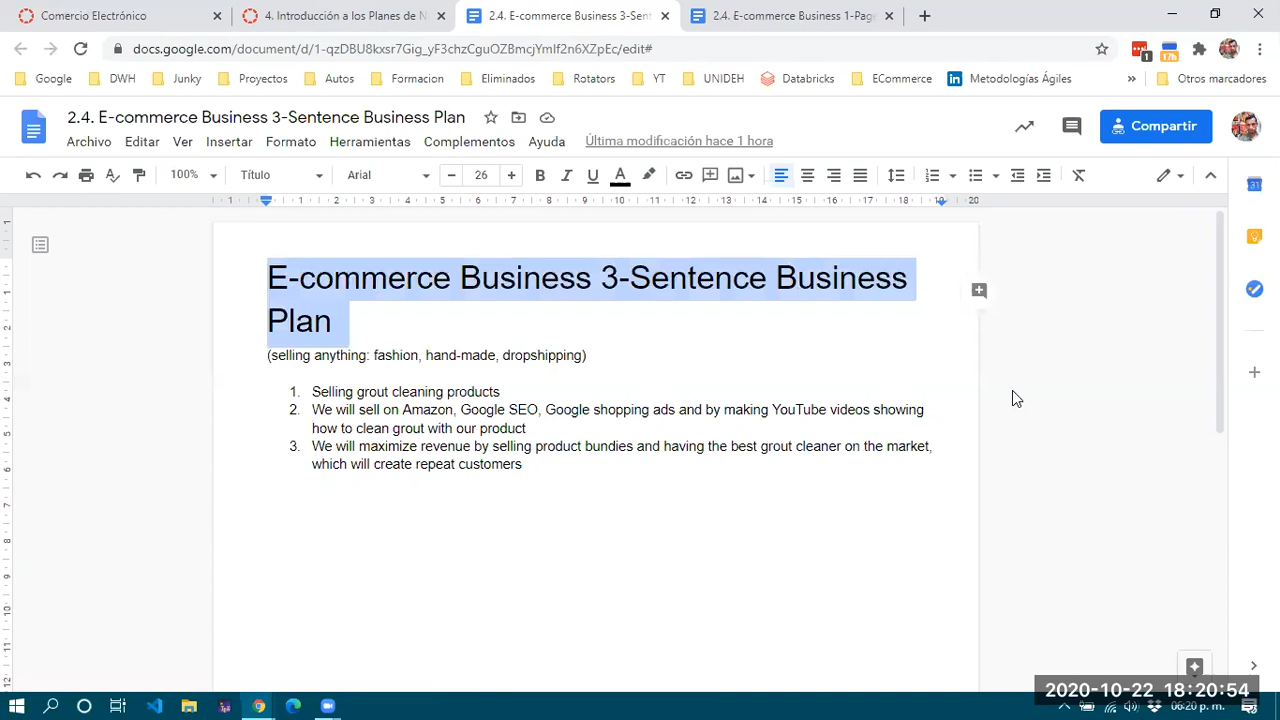 Comercio Electrónico
4. Introducción a los Planes de N
2.4. E-commerce Business 3-Sent
2.4. E-commerce Business 1-Page
docs.google.com/document/d/1-qzDBU8kxsr7Gig_yF3chzCguOZBmcjYmIf2n6XZpEc/edit#
1
17h
Google
DWH
Junky
Proyectos
Autos
Formacion
Eliminados
Rotators
YT
UNIDEH
Databricks
ECommerce
Metodologías Ágiles
»
Otros marcadores
2.4. E-commerce Business 3-Sentence Business Plan
Archivo Editar Ver Insertar Formato Herramientas Complementos Ayuda
Última modificación hace 1 hora
Compartir
100%
Título
Arial
26
E-commerce Business 3-Sentence Business
Plan
(selling anything: fashion, hand-made, dropshipping)
1. Selling grout cleaning products
2. We will sell on Amazon, Google SEO, Google shopping ads and by making YouTube videos showing
how to clean grout with our product
3. We will maximize revenue by selling product bundies and having the best grout cleaner on the market,
which will create repeat customers
2020-10-22 18:20:54
06:20 p. m.